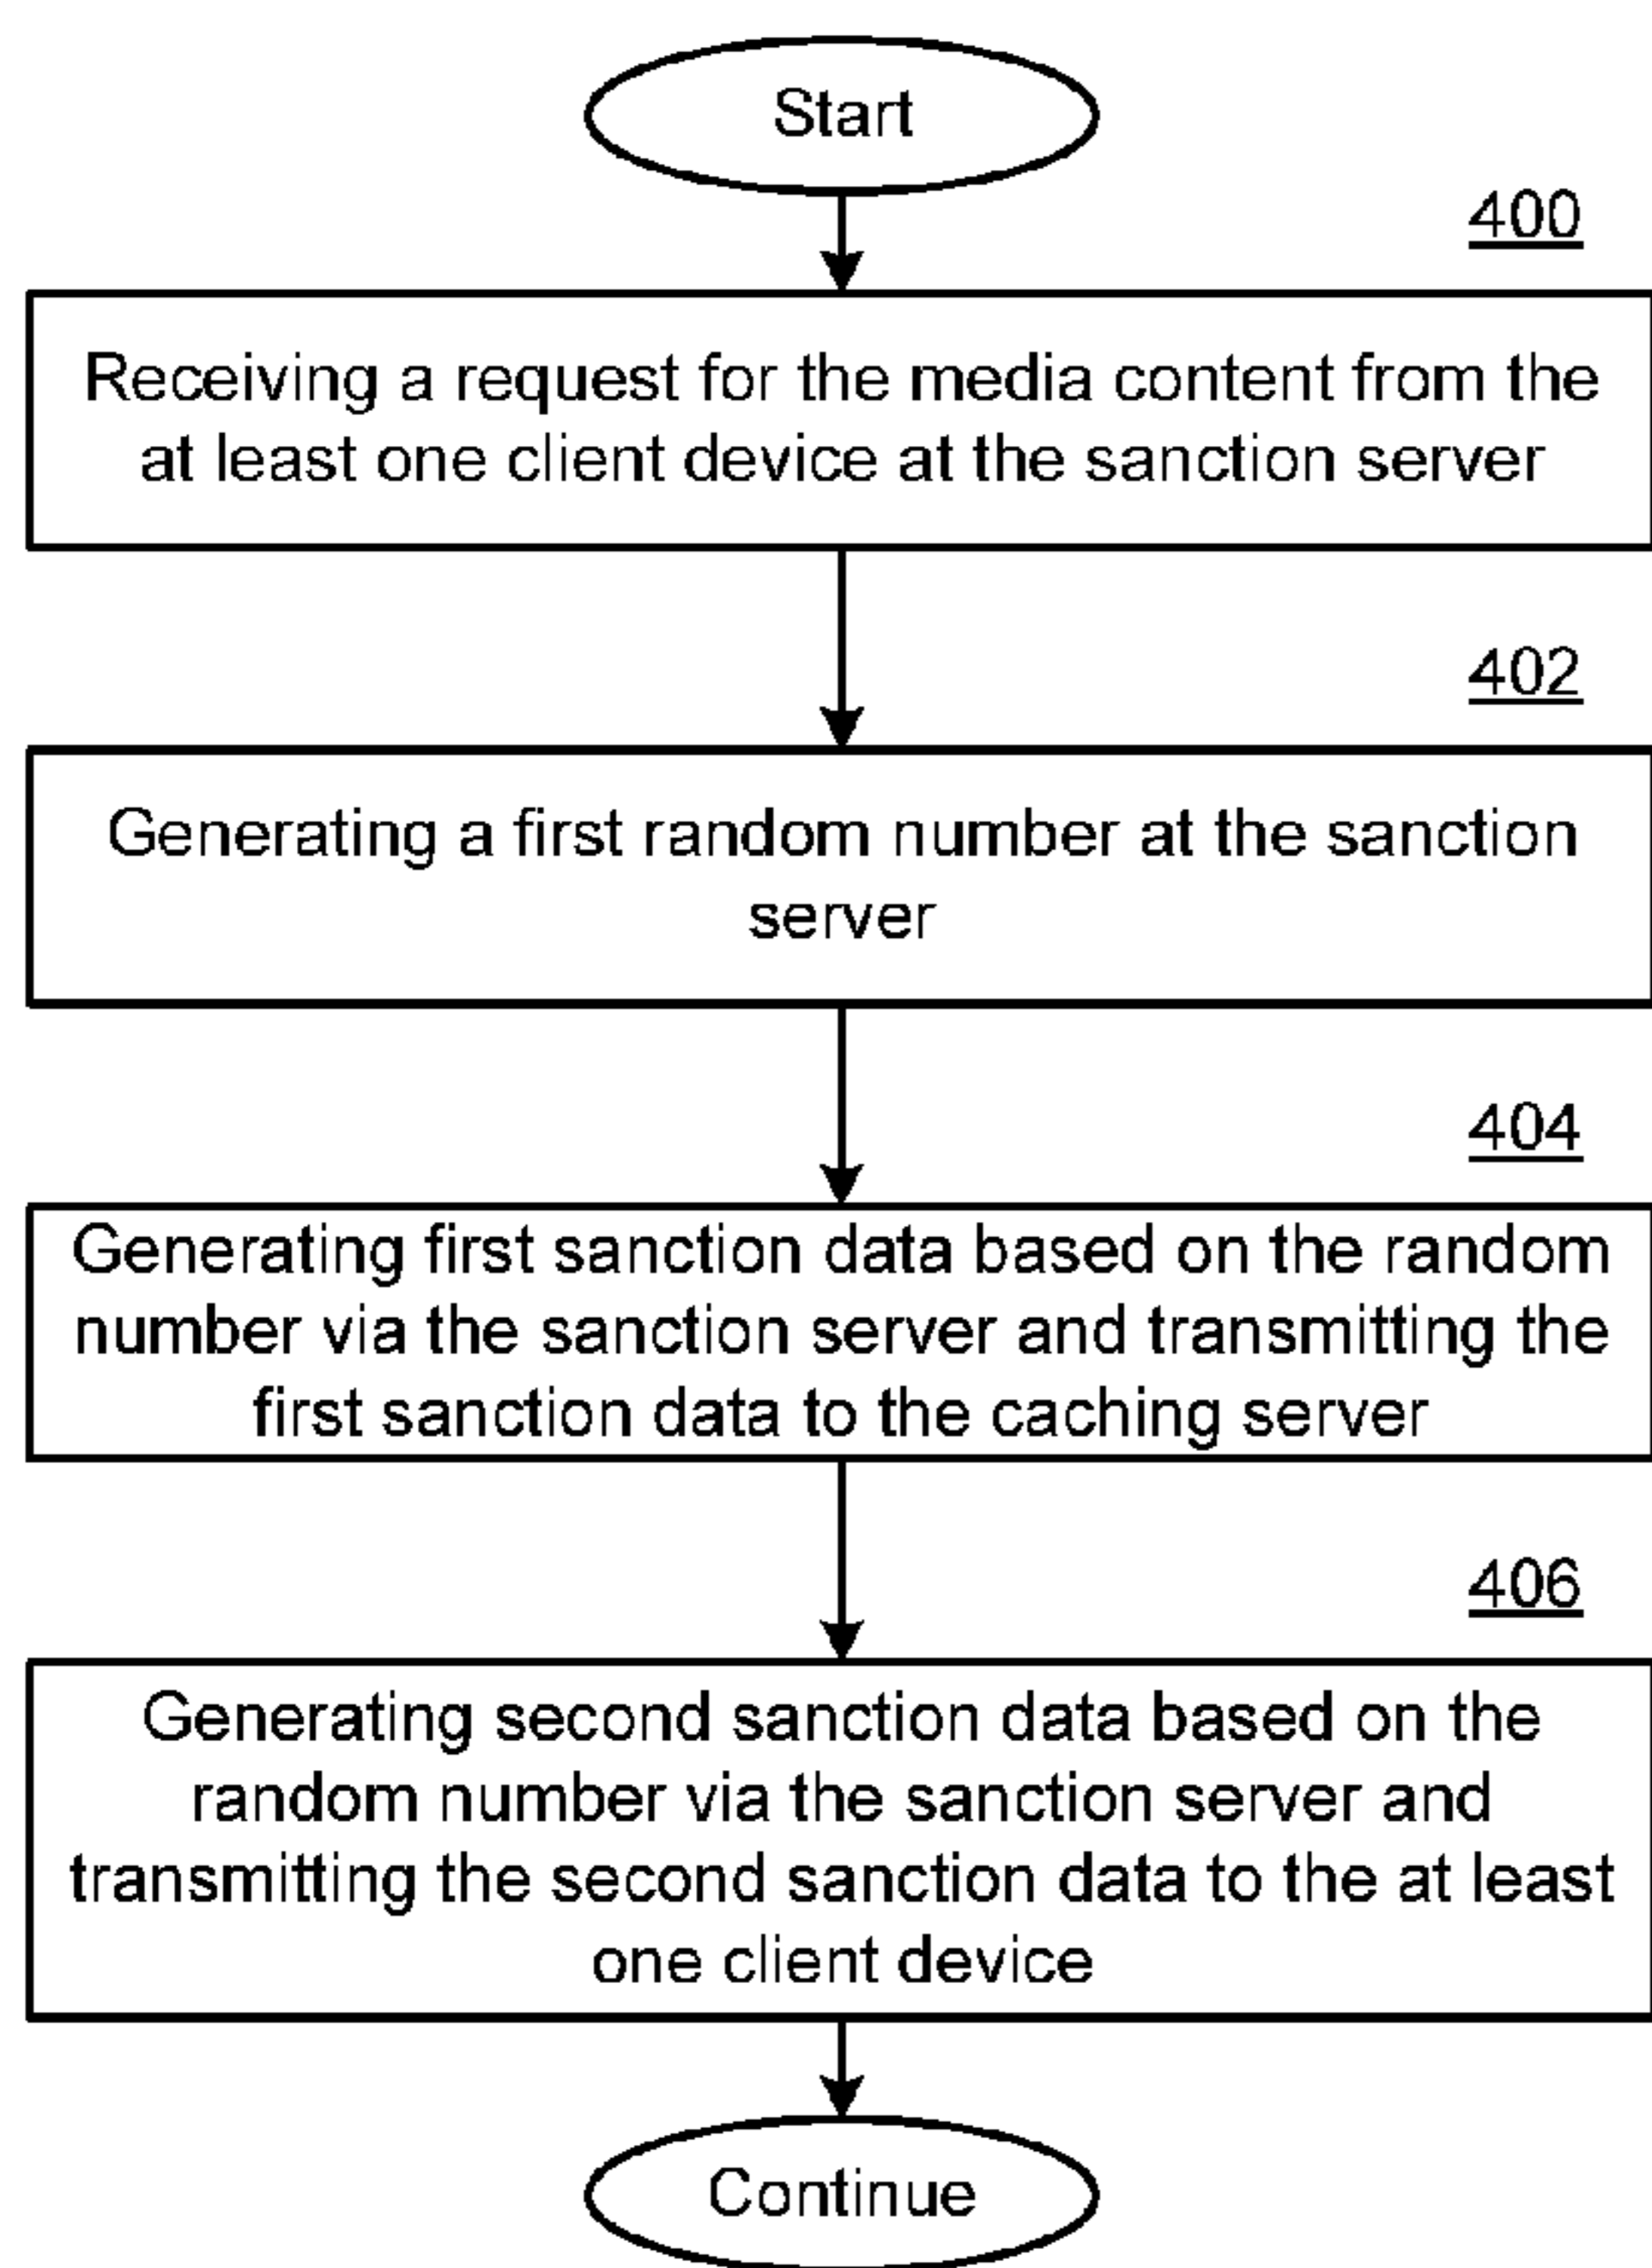 Start
400
Receiving a request for the media content from the
at least one client device at the sanction server
402
Generating a first random number at the sanction
server
404
Generating first sanction data based on the random
number via the sanction server and transmitting the
first sanction data to the caching server
406
Generating second sanction data based on the
random number via the sanction server and
transmitting the second sanction data to the at least
one client device
Continue